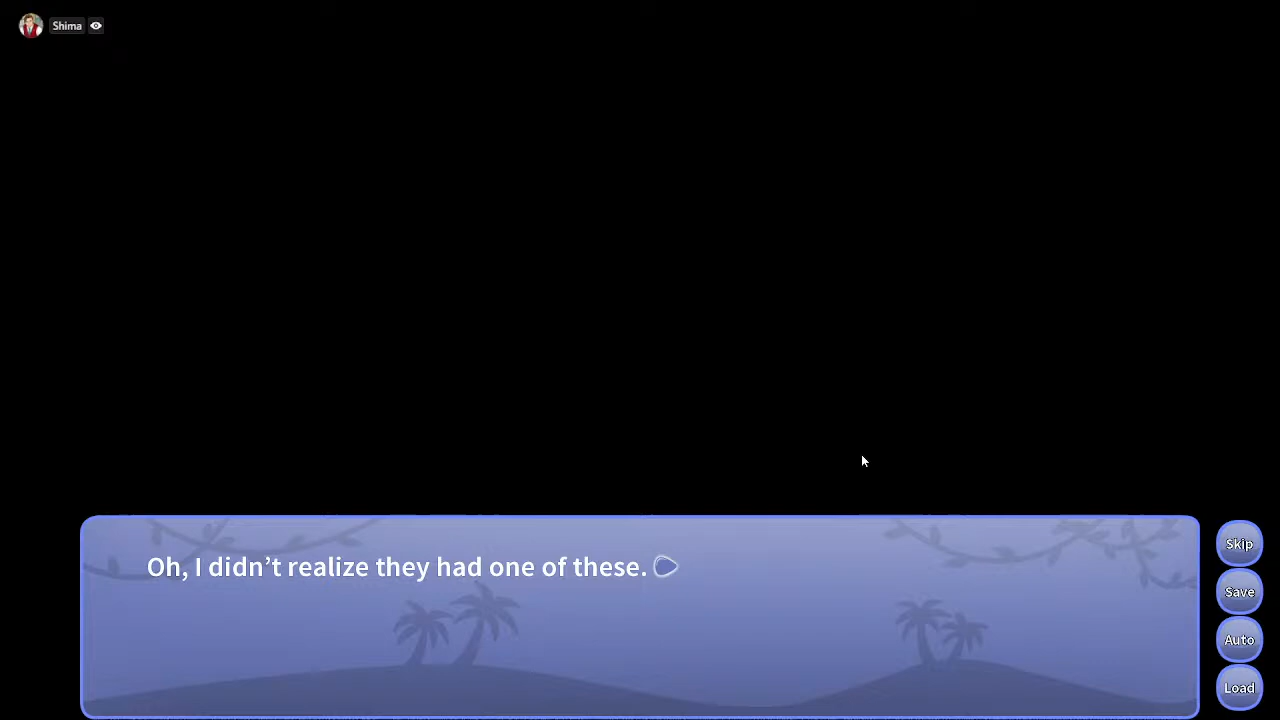 Shima
Oh, I didn’t realize they had one of these.
Skip
Save
Auto
Load